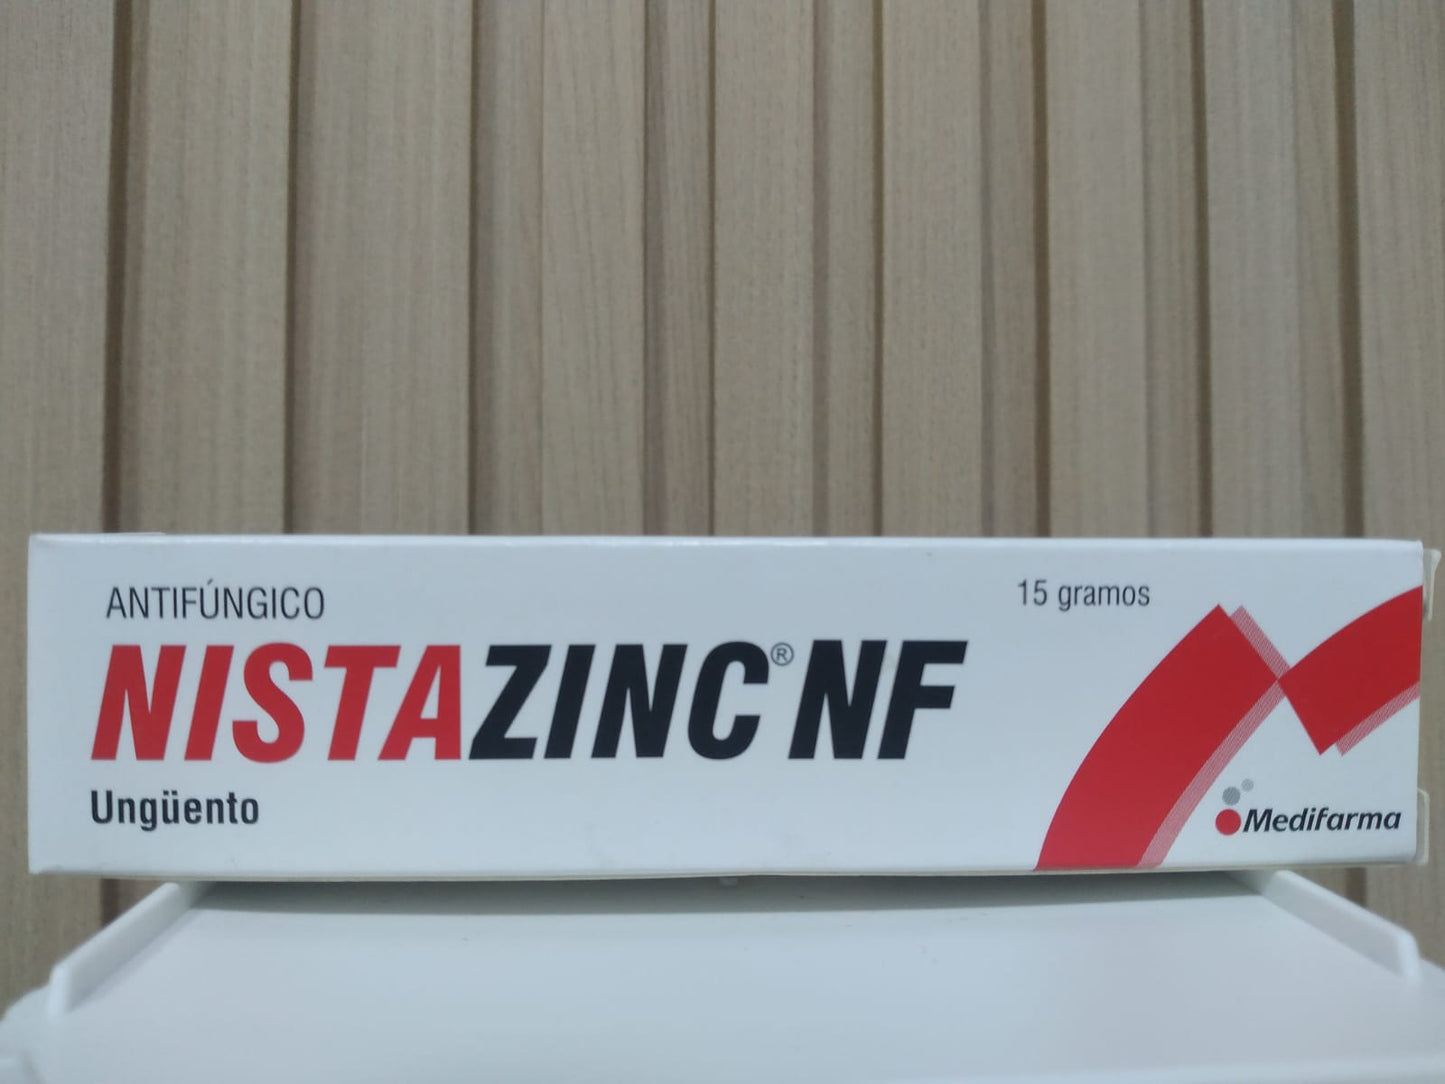 ANTIFÚNGICO
15 gramos
NISTAZINC® NF
Ungüento
Medifarma